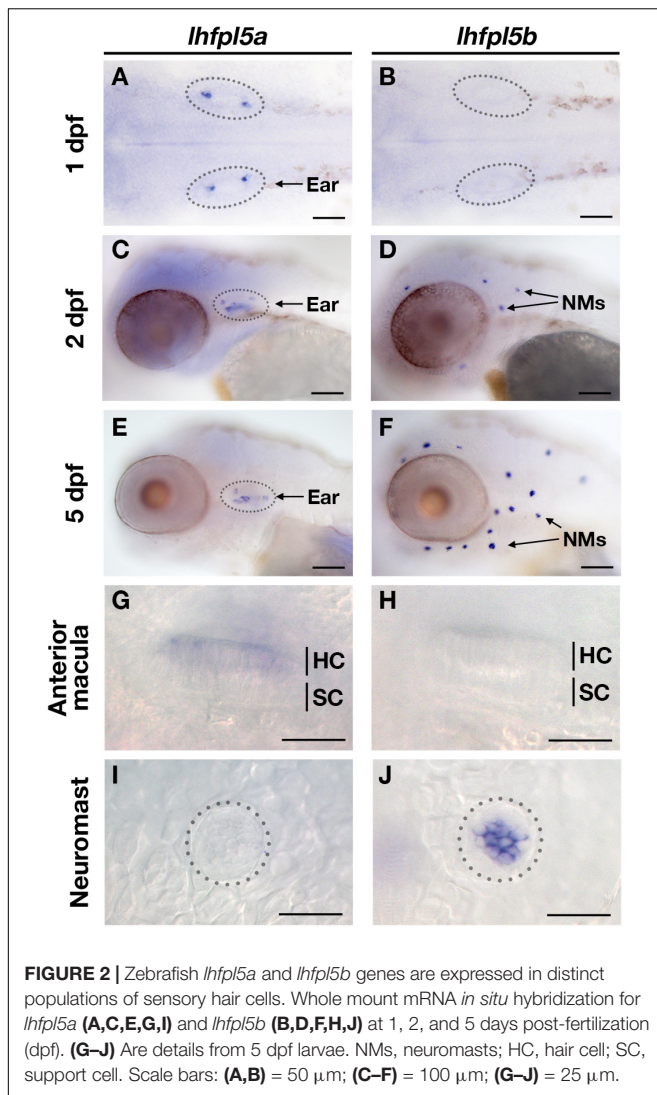 lhfpl5a lhfpl5b
1 dpf
A B
Ear
2 dpf
C D
Ear NMs
5 dpf
E F
Ear NMs
Anterior macula
G H
HC HC
SC SC
Neuromast
I J
FIGURE 2 | Zebrafish lhfpl5a and lhfpl5b genes are expressed in distinct
populations of sensory hair cells. Whole mount mRNA in situ hybridization for
lhfpl5a (A,C,E,G,I) and lhfpl5b (B,D,F,H,J) at 1, 2, and 5 days post-fertilization
(dpf). (G–J) Are details from 5 dpf larvae. NMs, neuromasts; HC, hair cell; SC,
support cell. Scale bars: (A,B) = 50 μm; (C–F) = 100 μm; (G–J) = 25 μm.